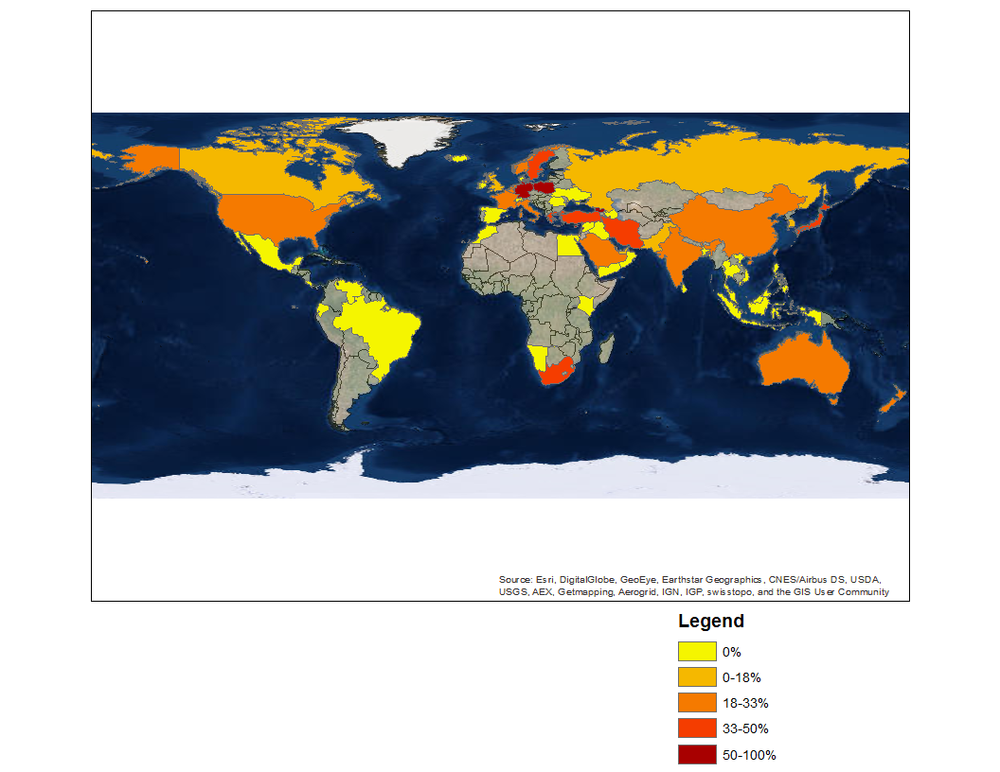 Source: Esri, DigitalGlobe, GeoEye, Earthstar Geographics, CNES/Airbus DS, USDA,
USGS, AEX, Getmapping, Aerogrid, IGN, IGP, swisstopo, and the GIS User Community
Legend
0%
0-18%
18-33%
33-50%
50-100%